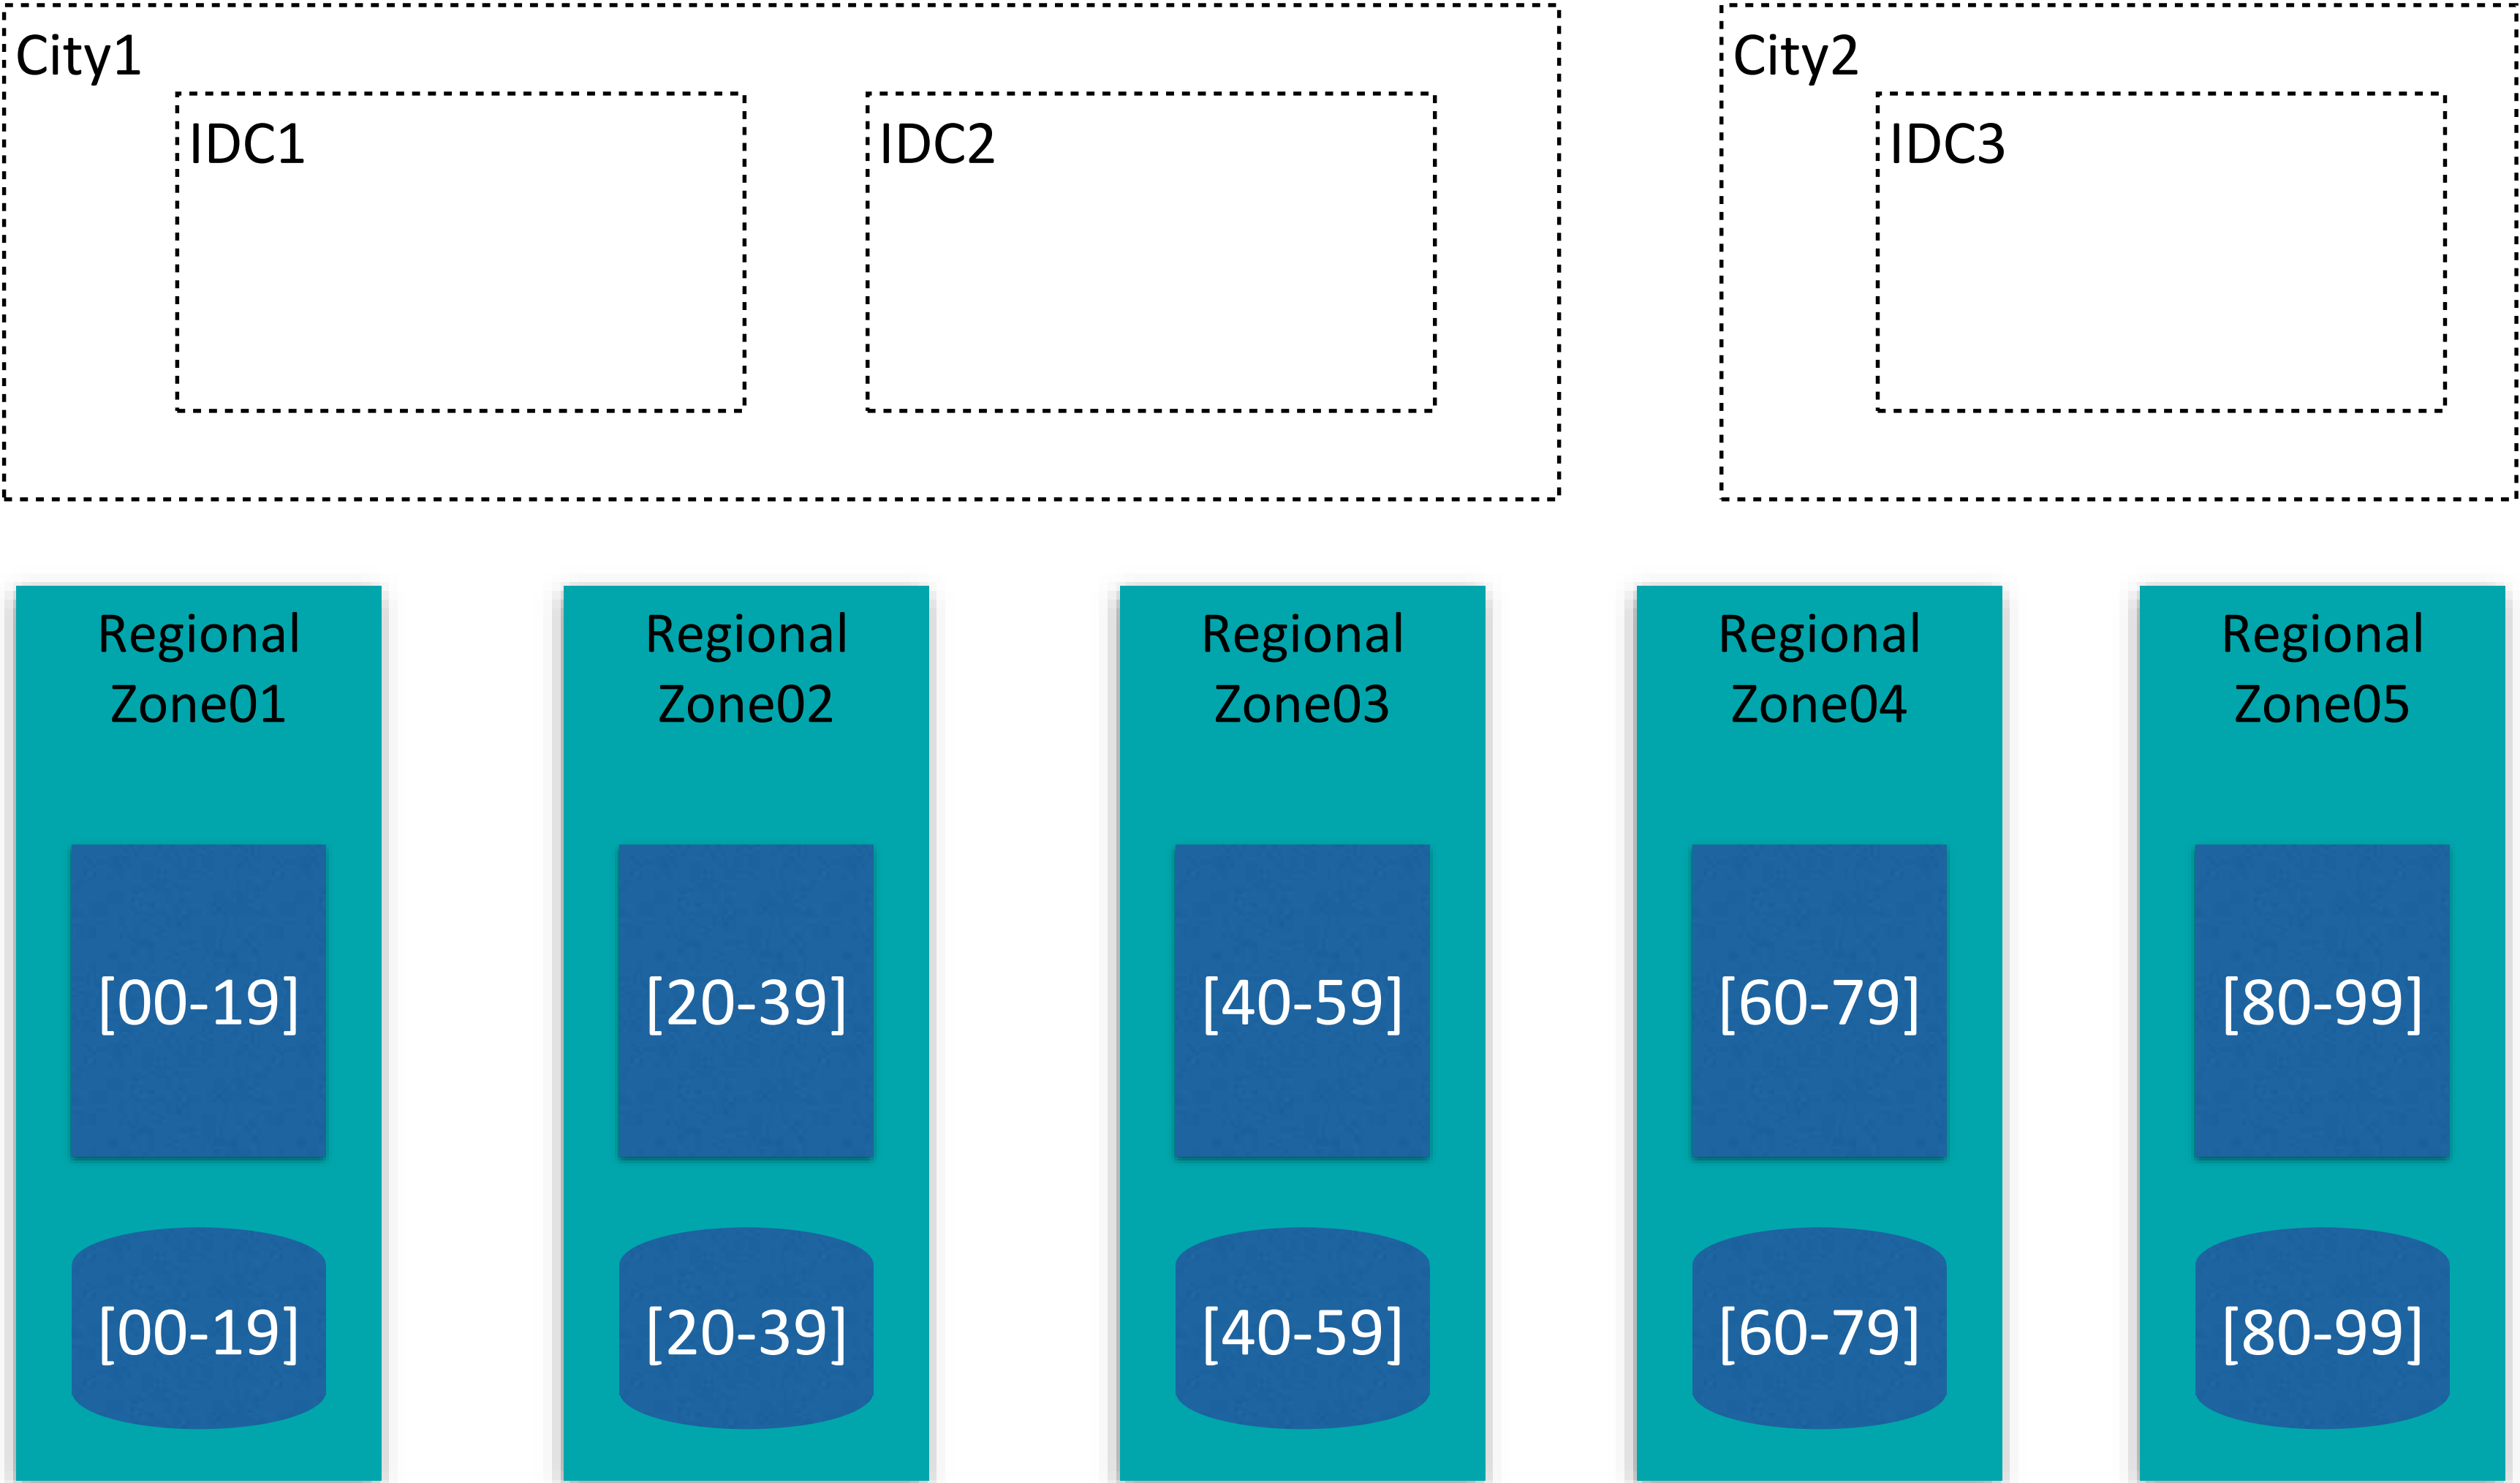 City1
City2
IDC1
IDC2
IDC3
Regional
Zone01
Regional
Zone02
Regional
Zone03
Regional
Zone04
Regional
Zone05
[00-19]
[20-39]
[40-59]
[60-79]
[80-99]
[00-19]
[20-39]
[40-59]
[60-79]
[80-99]